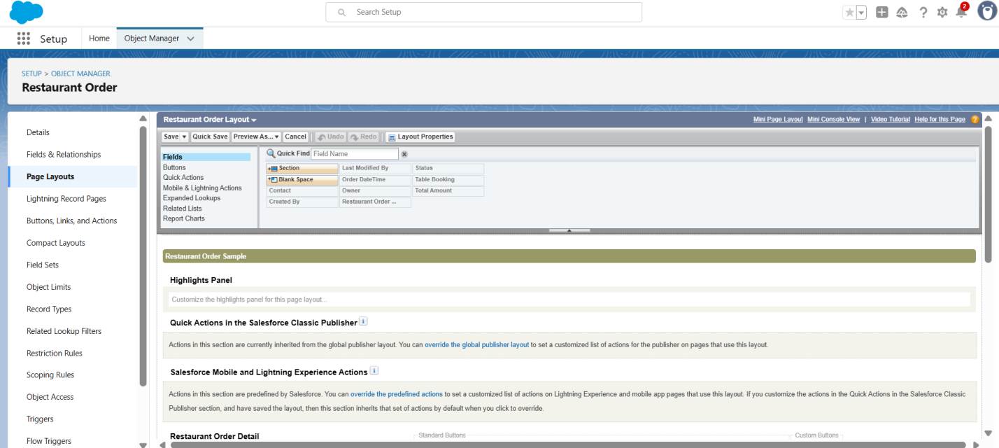 Search Setup
2
Setup
Home
Object Manager
SETUP > OBJECT MANAGER
Restaurant Order
Details
Fields & Relationships
Page Layouts
Lightning Record Pages
Buttons, Links, and Actions
Compact Layouts
Field Sets
Object Limits
Record Types
Related Lookup Filters
Restriction Rules
Scoping Rules
Object Access
Triggers
Flow Triggers
Restaurant Order Layout
Mini Page Layout Mini Console View | Video Tutorial Help for this Page ?
Save Quick Save Preview As... Cancel Undo Redo Layout Properties
Fields
Buttons
Quick Actions
Mobile & Lightning Actions
Expanded Lookups
Related Lists
Report Charts
Quick Find Field Name
Section Last Modified By Status
Blank Space Order DateTime Table Booking
Contact Owner Total Amount
Created By Restaurant Order ...
Restaurant Order Sample
Highlights Panel
Customize the highlights panel for this page layout...
Quick Actions in the Salesforce Classic Publisher i
Actions in this section are currently inherited from the global publisher layout. You can override the global publisher layout to set a customized list of actions for the publisher on pages that use this layout.
Salesforce Mobile and Lightning Experience Actions i
Actions in this section are predefined by Salesforce. You can override the predefined actions to set a customized list of actions on Lightning Experience and mobile app pages that use this layout. If you customize the actions in the Quick Actions in the Salesforce Classic
Publisher section, and have saved the layout, then this section inherits that set of actions by default when you click to override.
Restaurant Order Detail
Standard Buttons
Custom Buttons